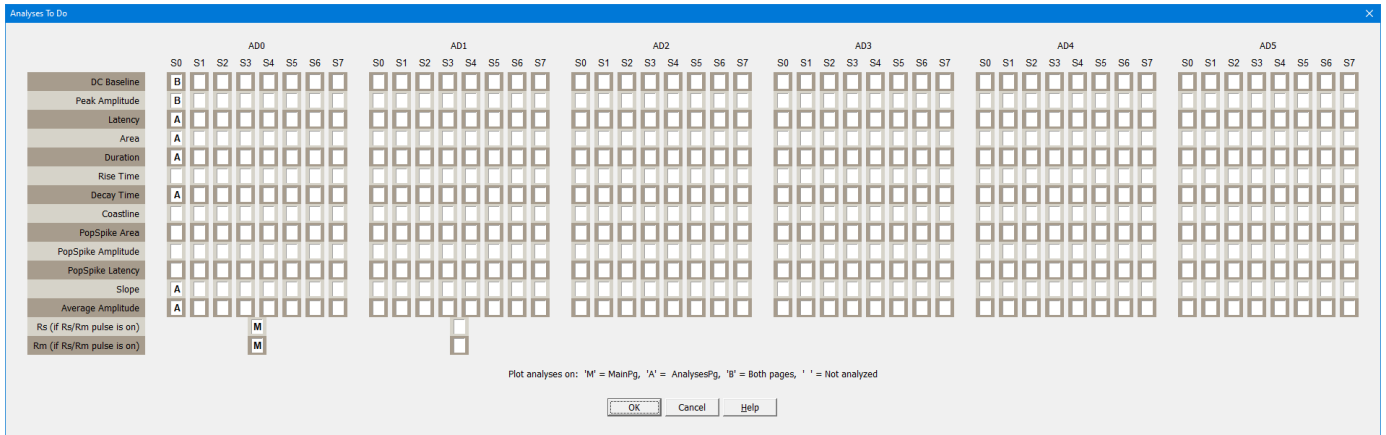 Analyses To Do
AD0 AD1 AD2 AD3 AD4 AD5
S0 S1 S2 S3 S4 S5 S6 S7 S0 S1 S2 S3 S4 S5 S6 S7 S0 S1 S2 S3 S4 S5 S6 S7 S0 S1 S2 S3 S4 S5 S6 S7 S0 S1 S2 S3 S4 S5 S6 S7 S0 S1 S2 S3 S4 S5 S6 S7
DC Baseline B
Peak Amplitude B
Latency A
Area A
Duration A
Rise Time
Decay Time A
Coastline
PopSpike Area
PopSpike Amplitude
PopSpike Latency
Slope A
Average Amplitude A
Rs (if Rs/Rm pulse is on) M
Rm (if Rs/Rm pulse is on) M
Plot analyses on: 'M' = MainPg, 'A' = AnalysesPg, 'B' = Both pages, ' ' = Not analyzed
OK Cancel Help